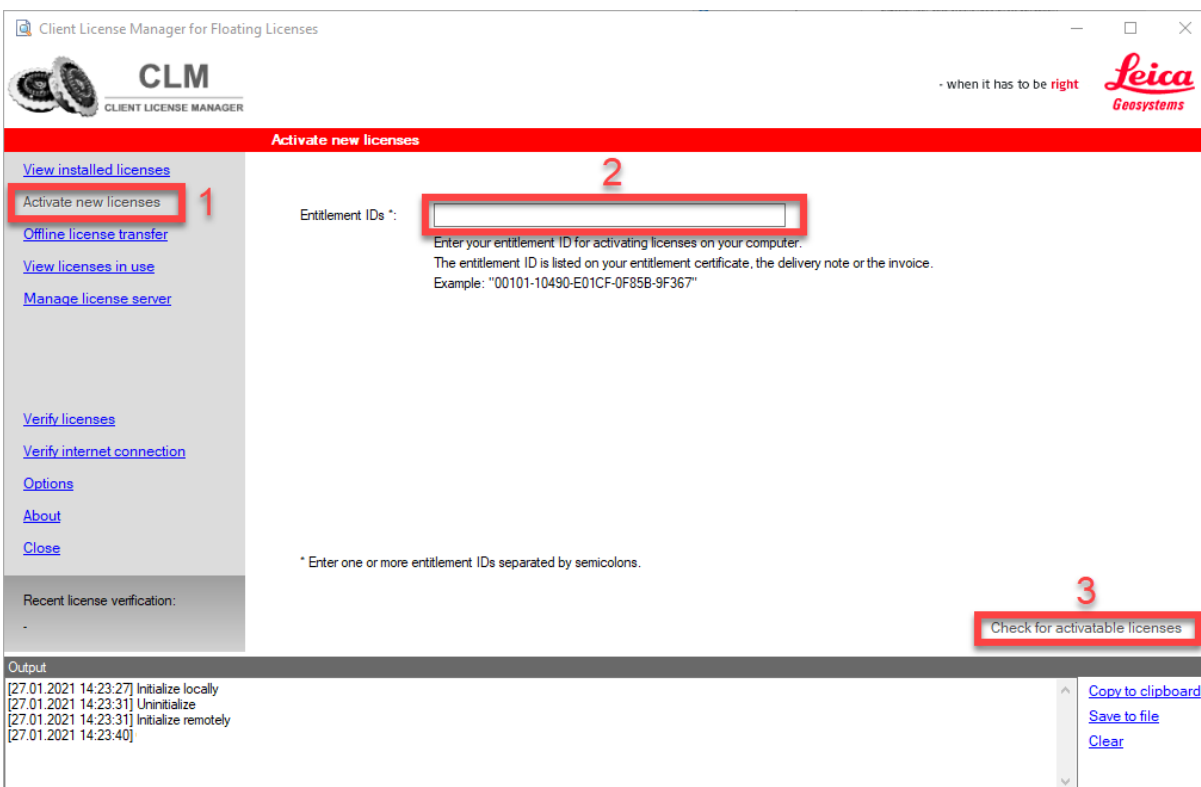 Client License Manager for Floating Licenses
CLM
CLIENT LICENSE MANAGER
- when it has to be right
Leica
Geosystems
Activate new licenses
View installed licenses
Activate new licenses
1
Offline license transfer
View licenses in use
Manage license server
2
Entitlement IDs *:
Enter your entitlement ID for activating licenses on your computer.
The entitlement ID is listed on your entitlement certificate, the delivery note or the invoice.
Example: "00101-10490-E01CF-0F85B-9F367"
Verify licenses
Verify internet connection
Options
About
Close
* Enter one or more entitlement IDs separated by semicolons.
Recent license verification:
-
3
Check for activatable licenses
Output
[27.01.2021 14:23:27] Initialize locally
[27.01.2021 14:23:31] Uninitialize
[27.01.2021 14:23:31] Initialize remotely
[27.01.2021 14:23:40]
Copy to clipboard
Save to file
Clear